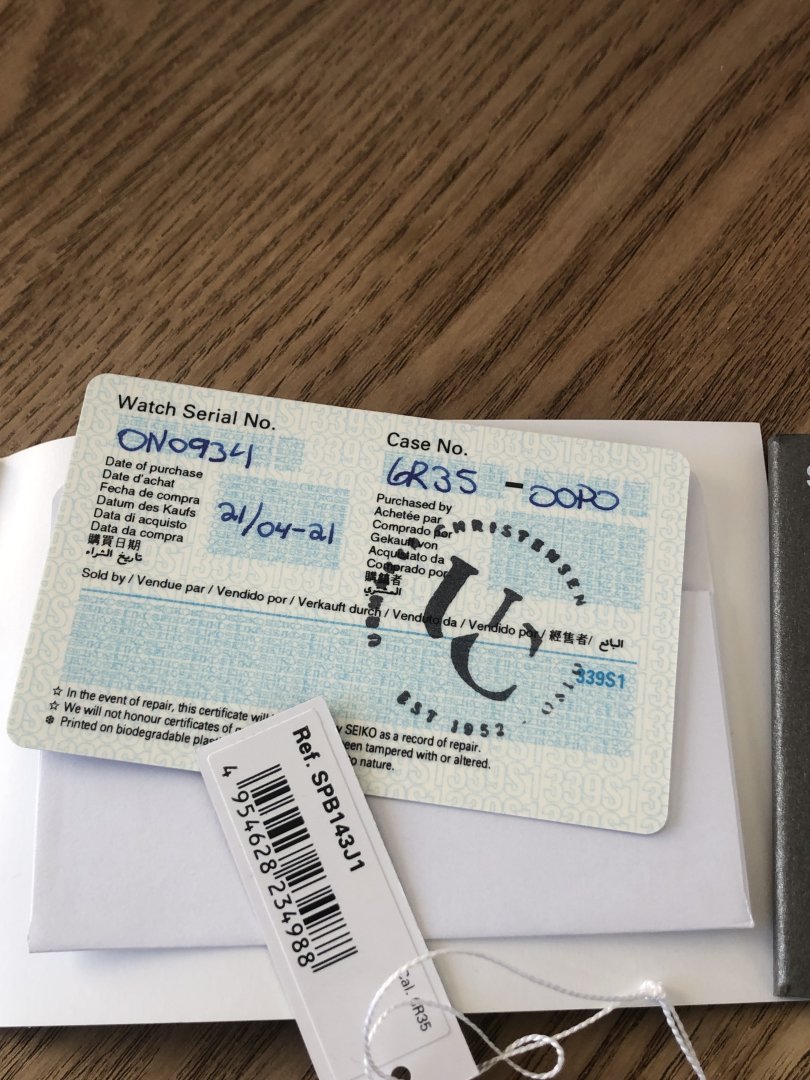 Watch Serial No.
ON0934
Date of purchase
Date d'achat
Fecha de compra
Datum des Kaufs
Data di acquisto
Data da compra
購買日期
تاريخ الشراء
21/04-21
Case No.
6R35 - 00P0
Purchased by
Achetée par
Comprado por
Gekauft von
Acquistato da
Comprado por
購買者
المشتري
CHRISTENSEN
UC
EST 1952
Sold by / Vendue par / Vendido por / Verkauft durch / Venduto da / Vendido por / 經售者/ البائع
339S1
☆ In the event of repair, this certificate will SEIKO as a record of repair.
☆ We will not honour certificates of been tampered with or altered.
Printed on biodegradable to nature.
Ref. SPB143J1
4 954628 234988
Cal. 6R35